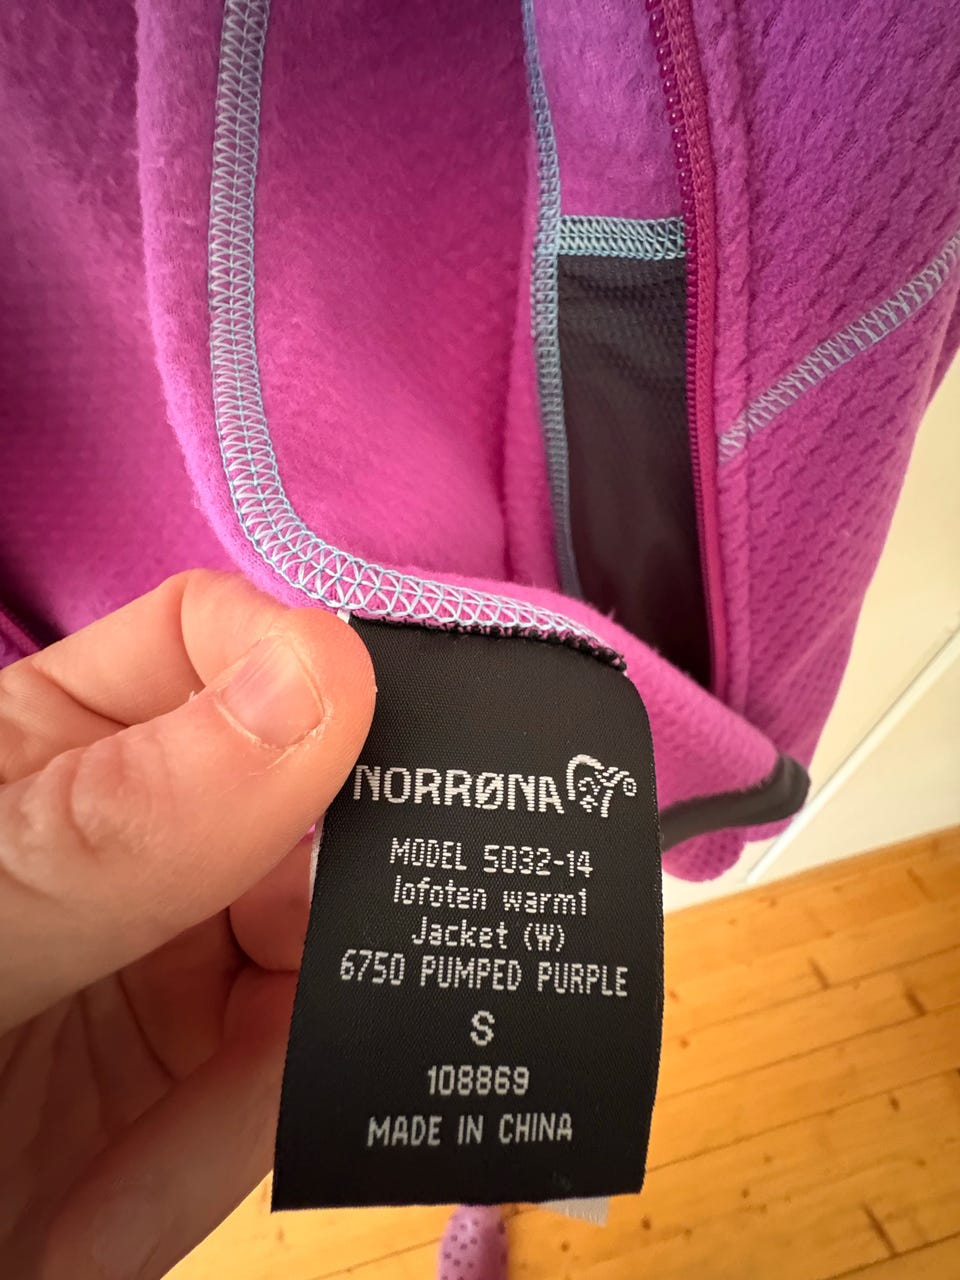 NORRØNA
MODEL 5032-14
lofoten warm1
Jacket (W)
6750 PUMPED PURPLE
S
108869
MADE IN CHINA